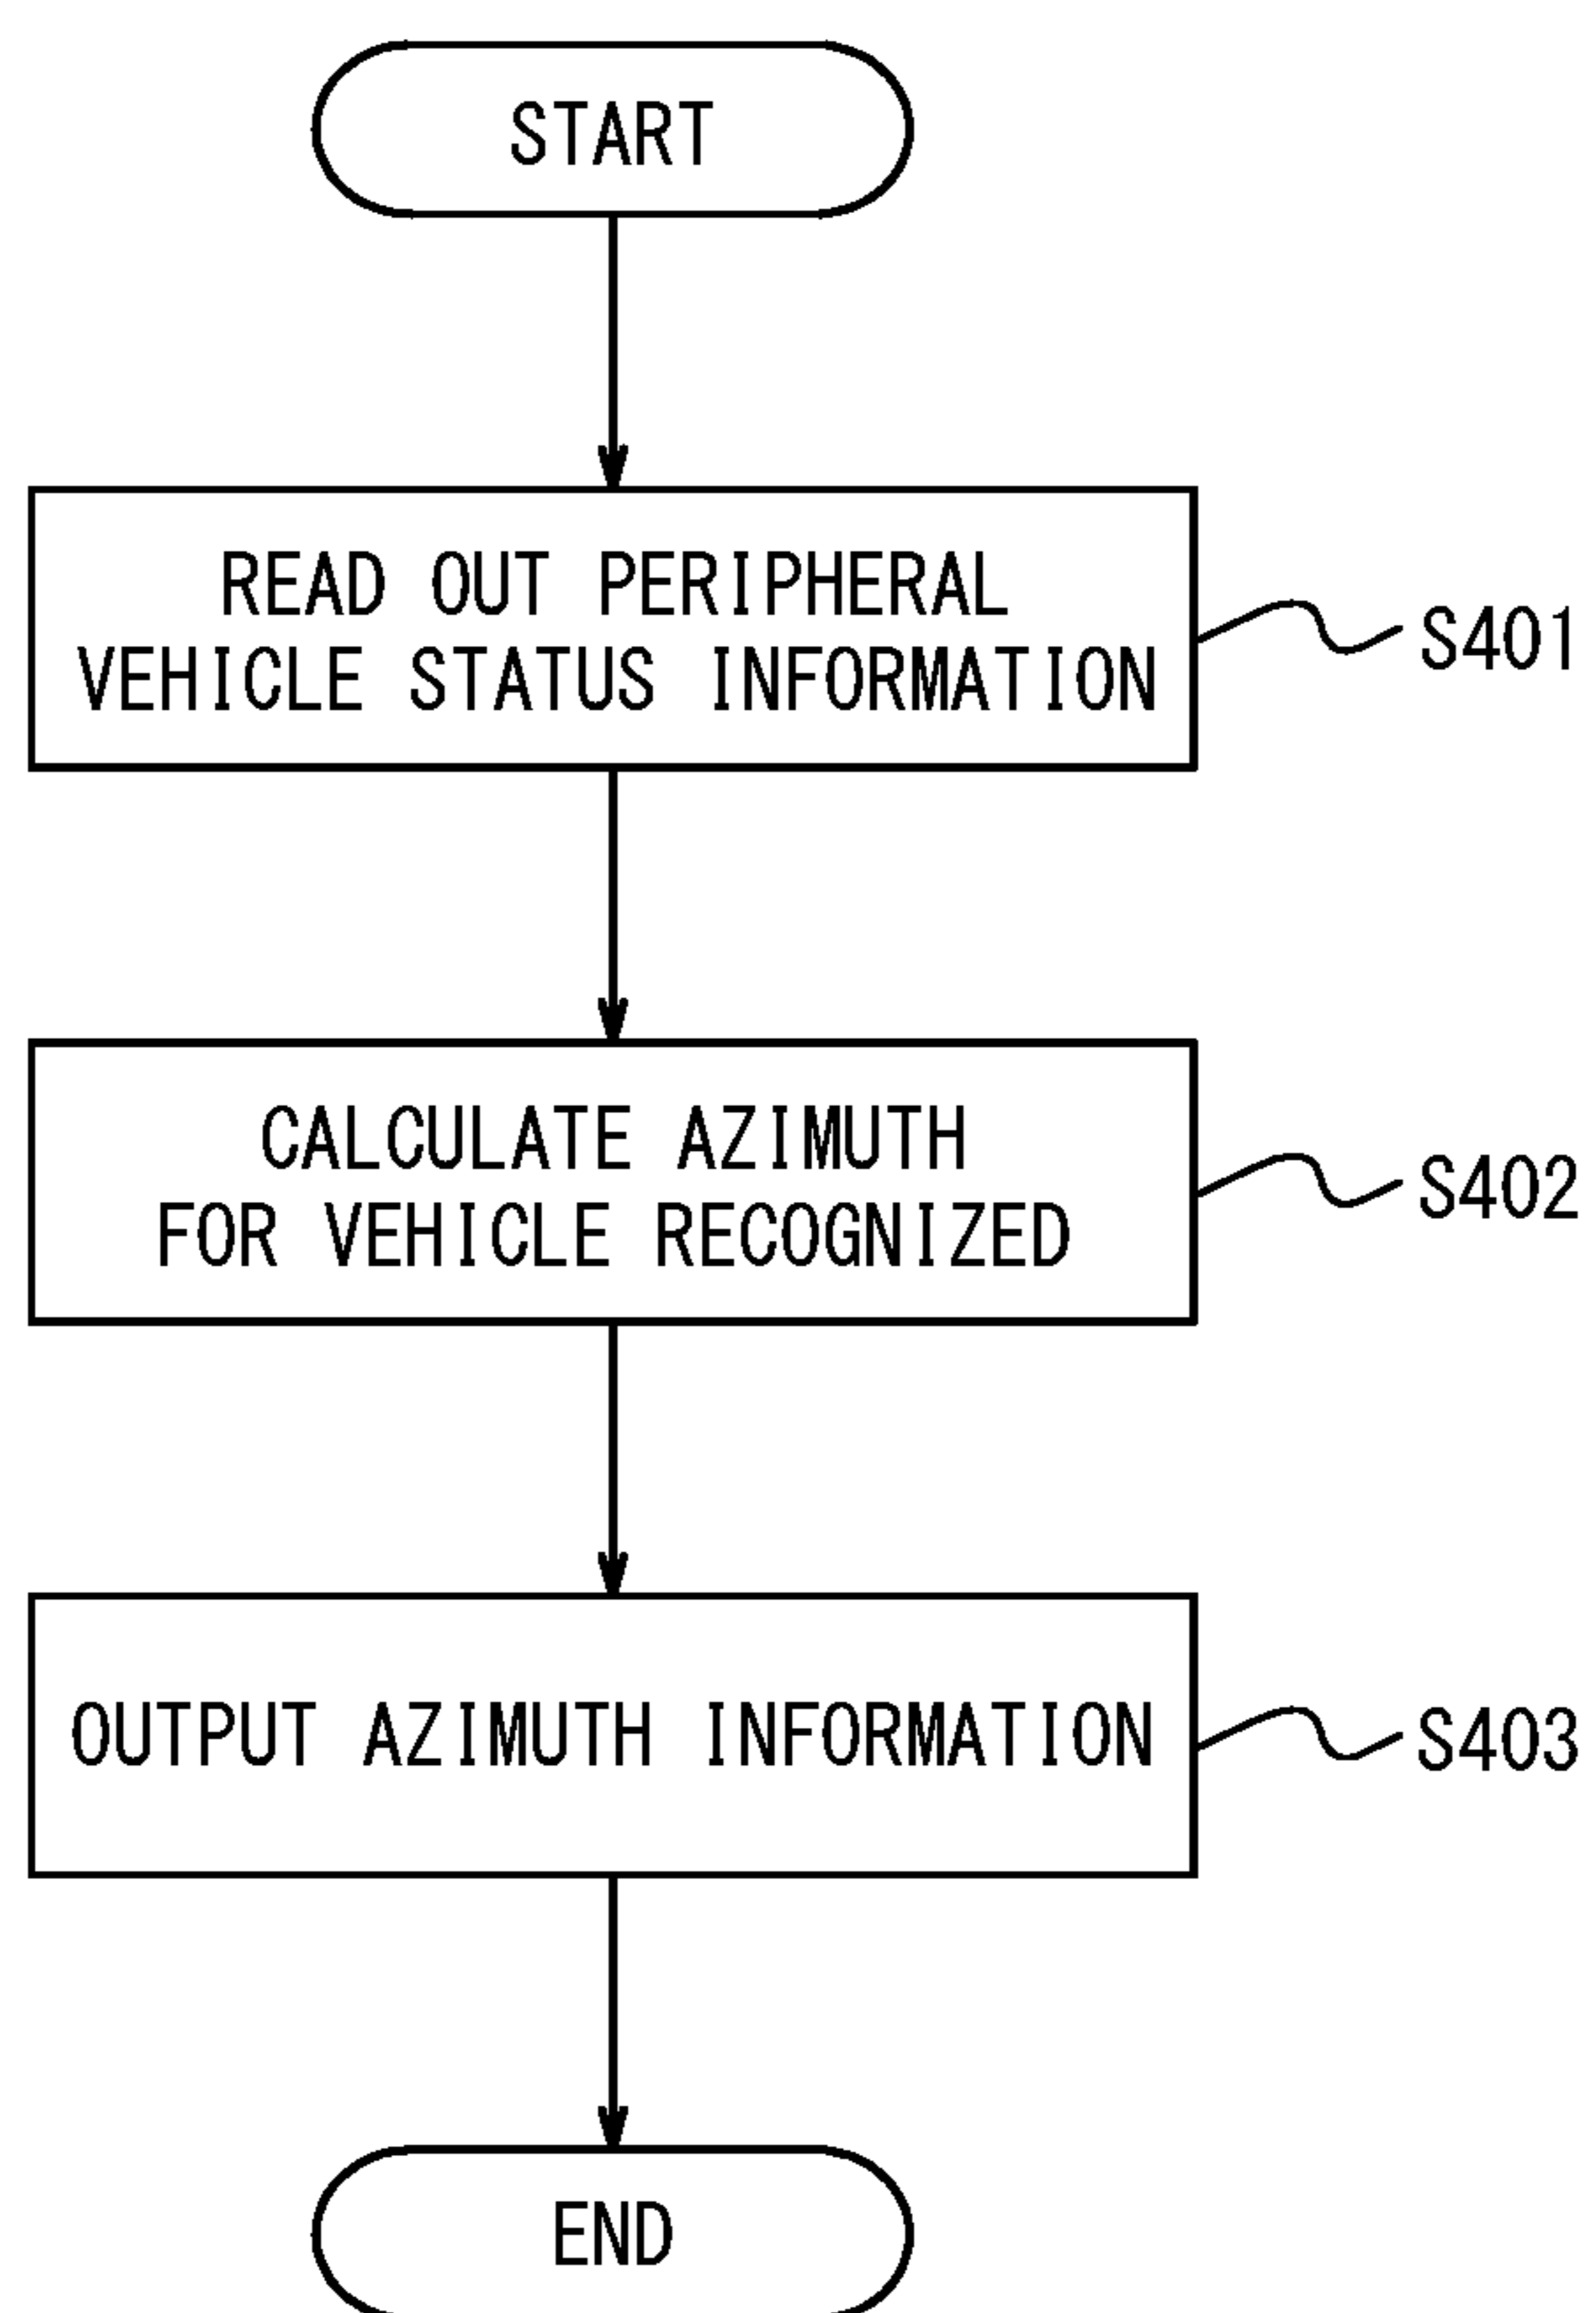 START
READ OUT PERIPHERAL
VEHICLE STATUS INFORMATION
S401
CALCULATE AZIMUTH
FOR VEHICLE RECOGNIZED
S402
OUTPUT AZIMUTH INFORMATION
S403
END